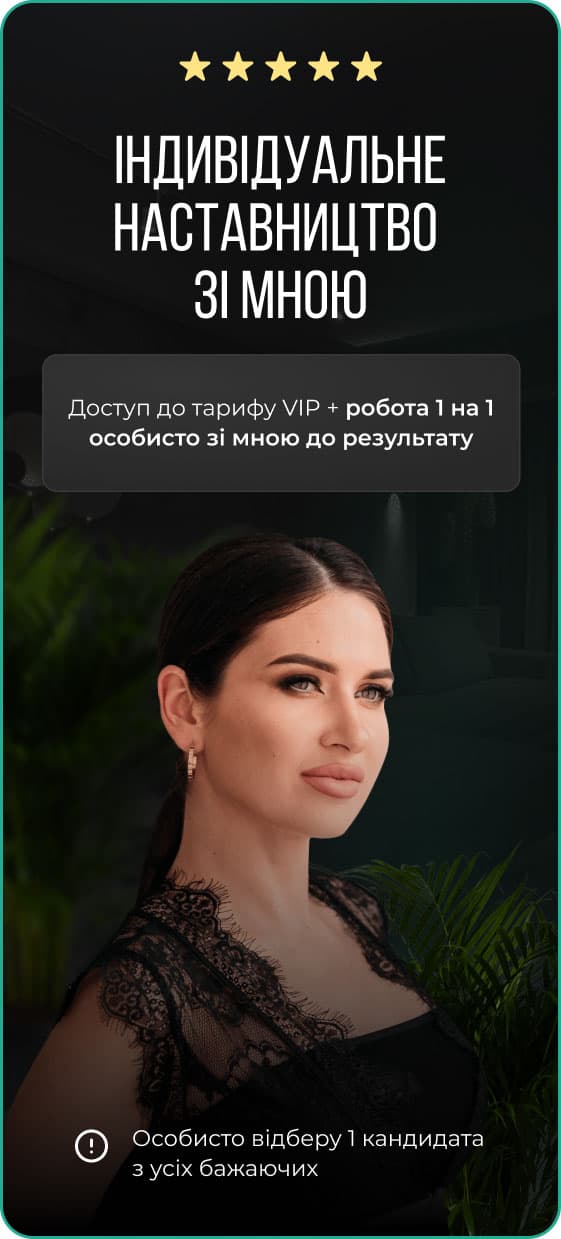 ІНДИВІДУАЛЬНЕ
НАСТАВНИЦТВО
ЗІ МНОЮ
Доступ до тарифу VIP + робота 1 на 1
особисто зі мною до результату
Особисто відберу 1 кандидата
з усіх бажаючих